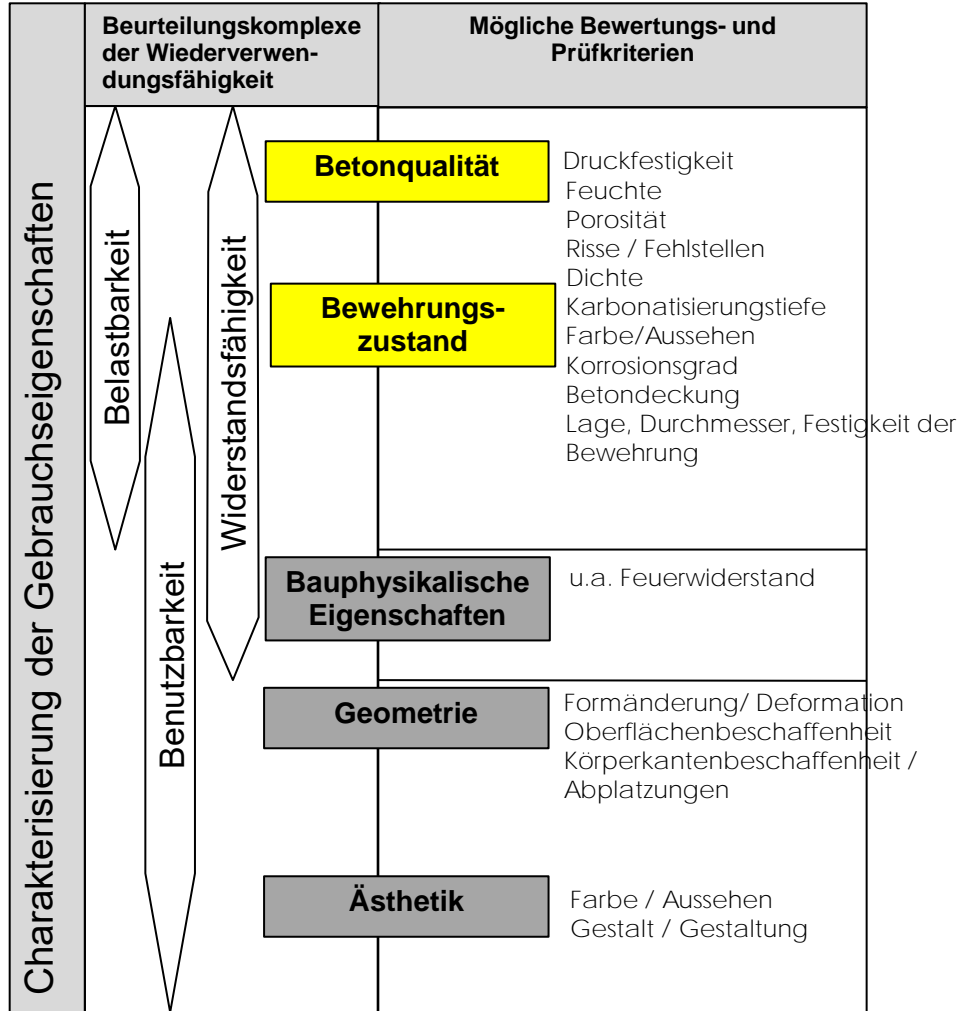 Charakterisierung der Gebrauchseigenschaften
Beurteilungskomplexe
der Wiederverwen-
dungsfähigkeit
Mögliche Bewertungs- und
Prüfkriterien
Belastbarkeit
Benutzbarkeit
Widerstandsfähigkeit
Betonqualität
Druckfestigkeit
Feuchte
Porosität
Risse / Fehlstellen
Dichte
Bewehrungs-
zustand
Karbonatisierungstiefe
Farbe/Aussehen
Korrosionsgrad
Betondeckung
Lage, Durchmesser, Festigkeit der
Bewehrung
Bauphysikalische
Eigenschaften
u.a. Feuerwiderstand
Geometrie
Formänderung/ Deformation
Oberflächenbeschaffenheit
Körperkantenbeschaffenheit /
Abplatzungen
Ästhetik
Farbe / Aussehen
Gestalt / Gestaltung